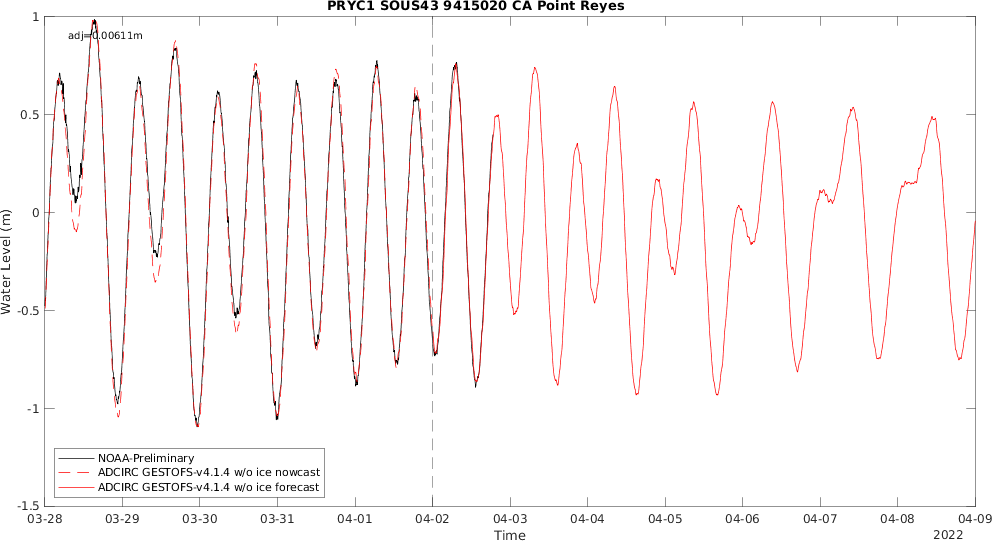 PRYC1 SOUS43 9415020 CA Point Reyes
adj=0.00611m
Water Level (m)
1
0.5
0
-0.5
-1
-1.5
NOAA-Preliminary
ADCIRC GESTOFS-v4.1.4 w/o ice nowcast
ADCIRC GESTOFS-v4.1.4 w/o ice forecast
03-28 03-29 03-30 03-31 04-01 04-02 04-03 04-04 04-05 04-06 04-07 04-08 04-09
Time
2022